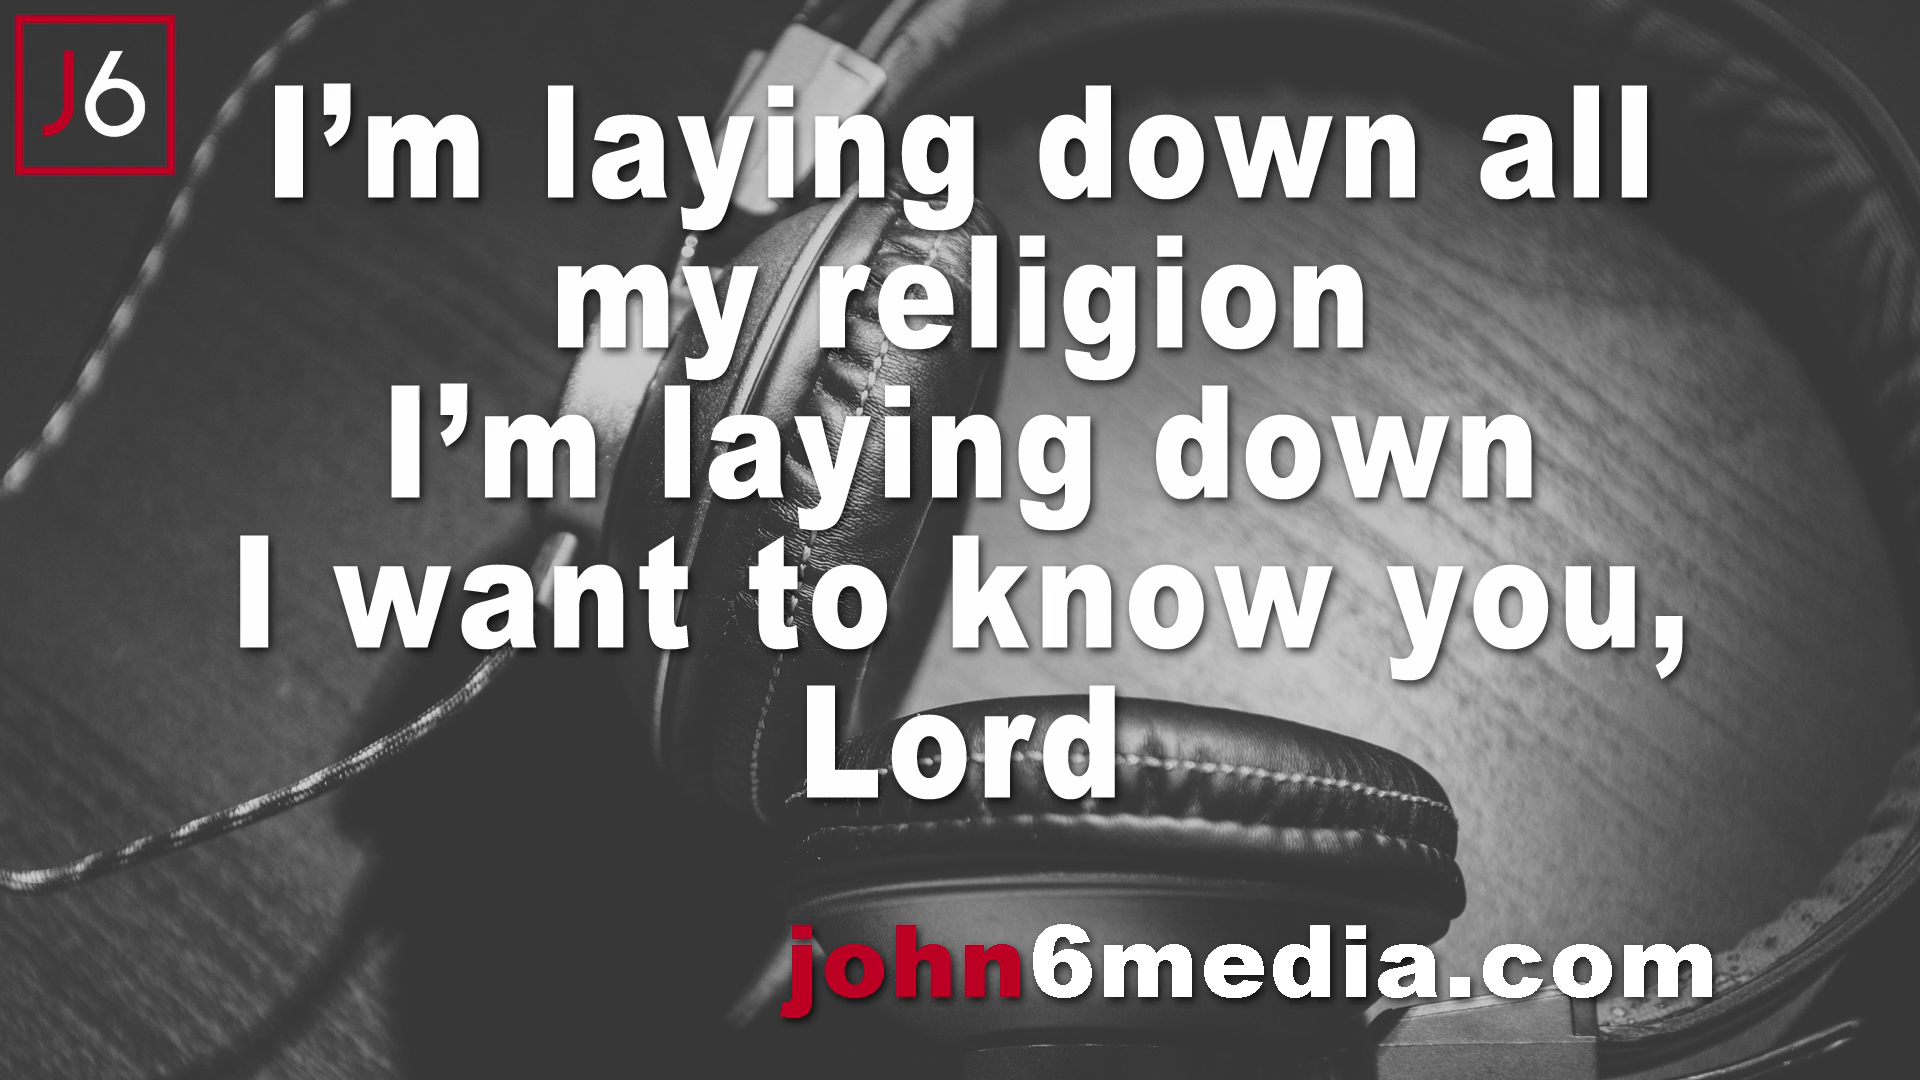 J6
I’m laying down all
my religion
I’m laying down
I want to know you,
Lord
john6media.com